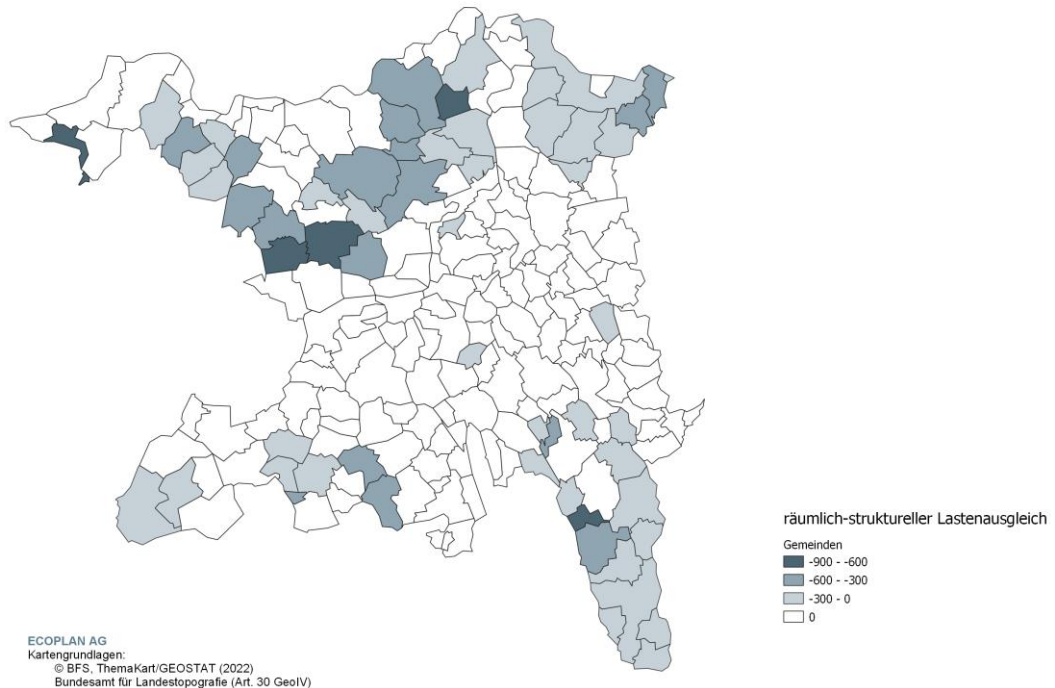 räumlich-struktureller Lastenausgleich
Gemeinden
-900 - -600
-600 - -300
-300 - 0
0
ECOPLAN AG
Kartengrundlagen:
© BFS, ThemaKart/GEOSTAT (2022)
Bundesamt für Landestopografie (Art. 30 GeoIV)